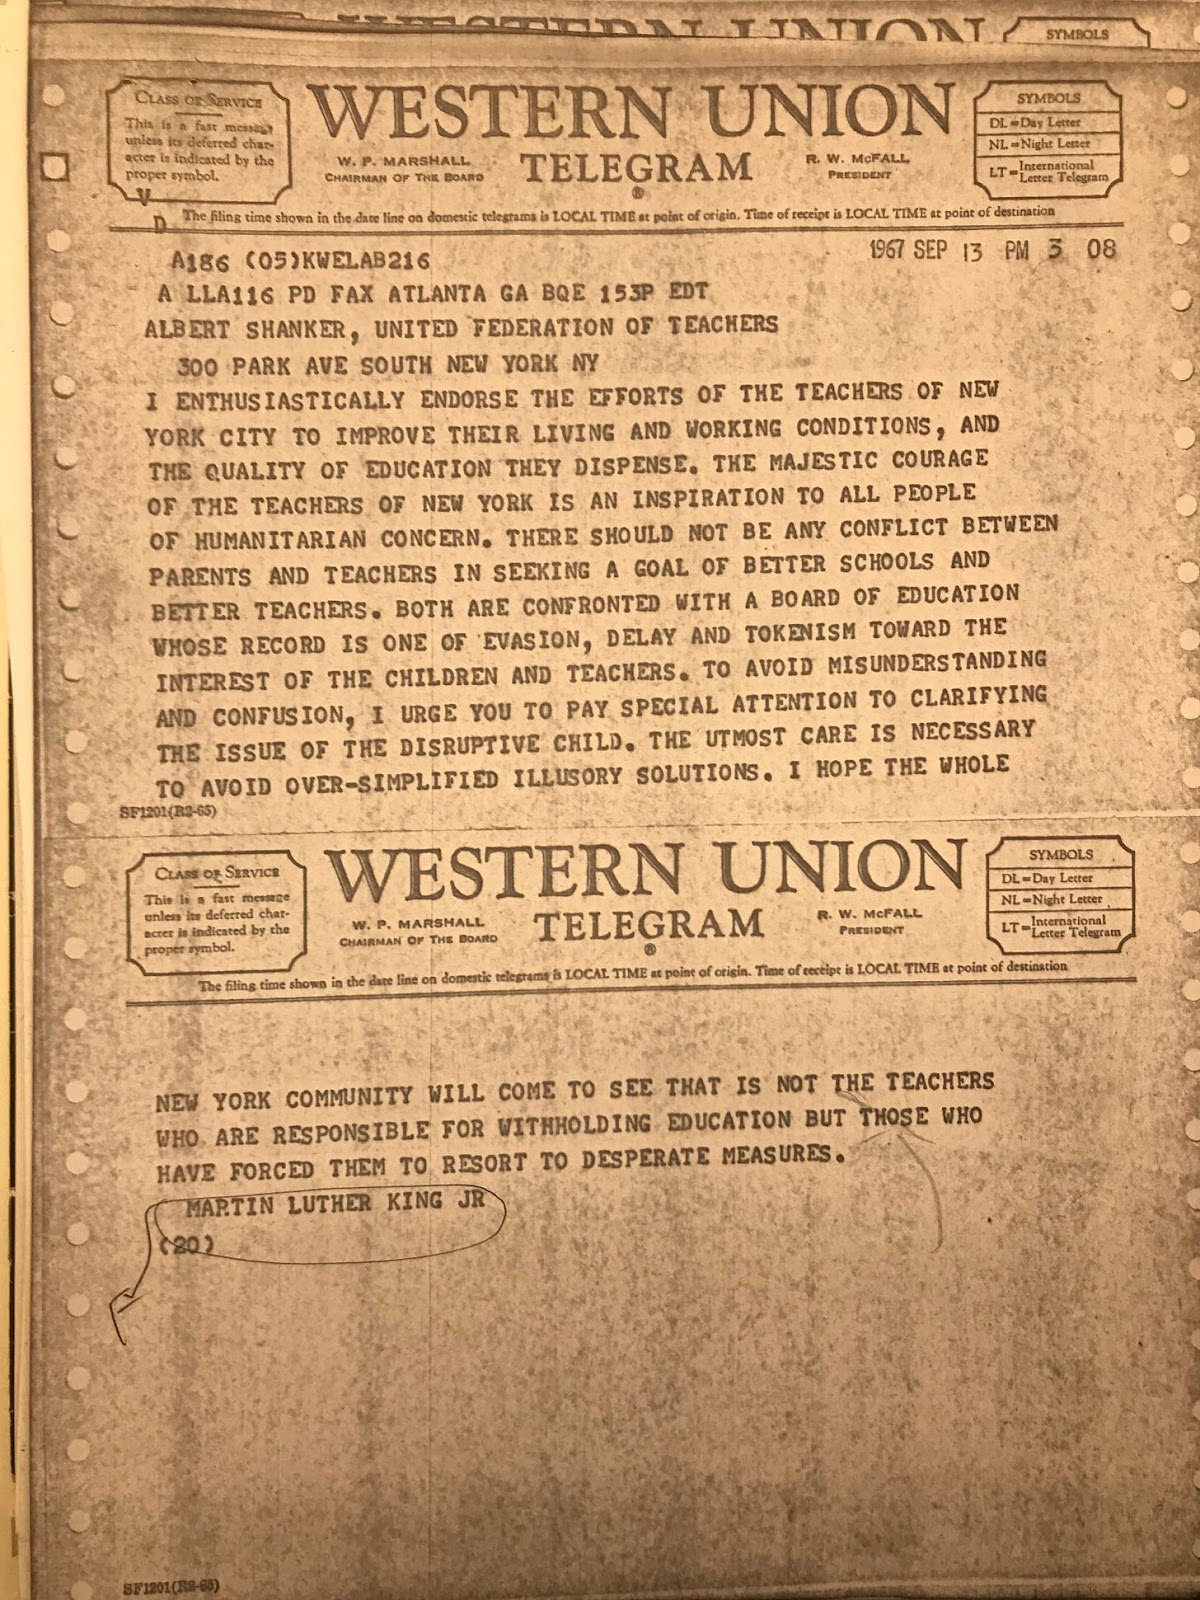 WESTERN UNION
SYMBOLS
CLASS OF SERVICE
This is a fast message
unless its deferred char-
acter is indicated by the
proper symbol.
WESTERN UNION
TELEGRAM
®
W. P. MARSHALL
CHAIRMAN OF THE BOARD
R. W. McFALL
PRESIDENT
SYMBOLS
DL=Day Letter
NL=Night Letter
LT=International Letter Telegram
V
D
The filing time shown in the date line on domestic telegrams is LOCAL TIME at point of origin. Time of receipt is LOCAL TIME at point of destination
1967 SEP 13 PM 3 08
A186 (05)KWELAB216
A LLA116 PD FAX ATLANTA GA BQE 153P EDT
ALBERT SHANKER, UNITED FEDERATION OF TEACHERS
300 PARK AVE SOUTH NEW YORK NY
I ENTHUSIASTICALLY ENDORSE THE EFFORTS OF THE TEACHERS OF NEW
YORK CITY TO IMPROVE THEIR LIVING AND WORKING CONDITIONS, AND
THE QUALITY OF EDUCATION THEY DISPENSE. THE MAJESTIC COURAGE
OF THE TEACHERS OF NEW YORK IS AN INSPIRATION TO ALL PEOPLE
OF HUMANITARIAN CONCERN. THERE SHOULD NOT BE ANY CONFLICT BETWEEN
PARENTS AND TEACHERS IN SEEKING A GOAL OF BETTER SCHOOLS AND
BETTER TEACHERS. BOTH ARE CONFRONTED WITH A BOARD OF EDUCATION
WHOSE RECORD IS ONE OF EVASION, DELAY AND TOKENISM TOWARD THE
INTEREST OF THE CHILDREN AND TEACHERS. TO AVOID MISUNDERSTANDING
AND CONFUSION, I URGE YOU TO PAY SPECIAL ATTENTION TO CLARIFYING
THE ISSUE OF THE DISRUPTIVE CHILD. THE UTMOST CARE IS NECESSARY
TO AVOID OVER-SIMPLIFIED ILLUSORY SOLUTIONS. I HOPE THE WHOLE
SF1201(R2-65)
CLASS OF SERVICE
This is a fast message
unless its deferred char-
acter is indicated by the
proper symbol.
WESTERN UNION
TELEGRAM
®
W. P. MARSHALL
CHAIRMAN OF THE BOARD
R. W. McFALL
PRESIDENT
SYMBOLS
DL=Day Letter
NL=Night Letter
LT=International Letter Telegram
The filing time shown in the date line on domestic telegrams is LOCAL TIME at point of origin. Time of receipt is LOCAL TIME at point of destination
NEW YORK COMMUNITY WILL COME TO SEE THAT IS NOT THE TEACHERS
WHO ARE RESPONSIBLE FOR WITHHOLDING EDUCATION BUT THOSE WHO
HAVE FORCED THEM TO RESORT TO DESPERATE MEASURES.
MARTIN LUTHER KING JR
(20)
SF1201(R2-65)